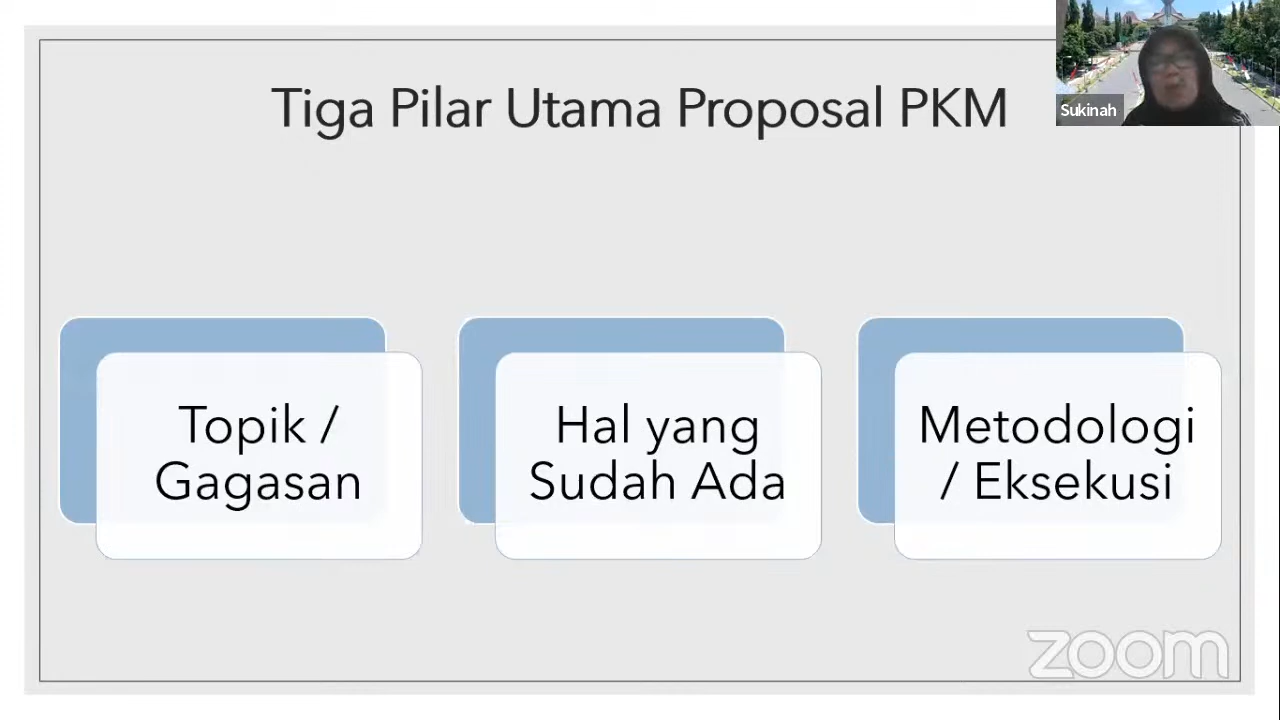 Tiga Pilar Utama Proposal PKM
Sukinah
Topik /
Gagasan
Hal yang
Sudah Ada
Metodologi
/ Eksekusi
zoom